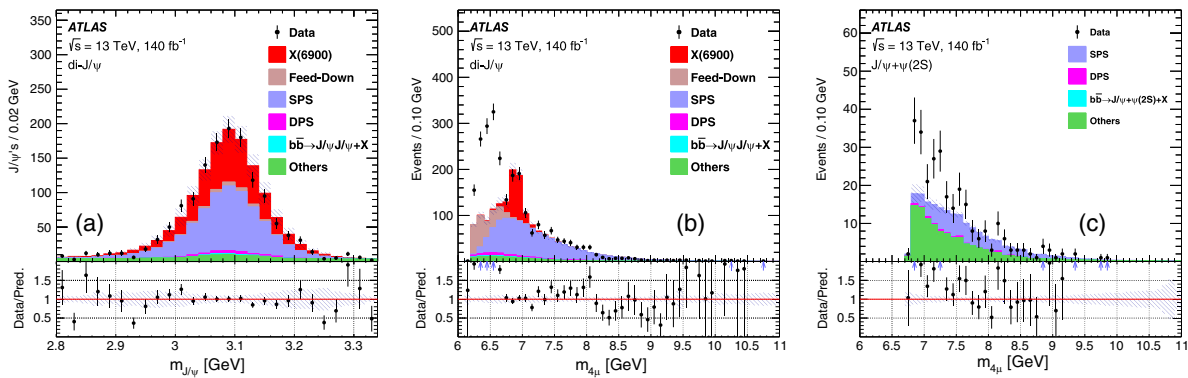 ATLAS
√s = 13 TeV, 140 fb⁻¹
di-J/ψ
Data
X(6900)
Feed-Down
SPS
DPS
bb̅→J/ψJ/ψ+X
Others
(a)
J/ψ's / 0.02 GeV
350
300
250
200
150
100
50
Data/Pred.
1.5
1
0.5
2.8 2.9 3 3.1 3.2 3.3
m_J/ψ [GeV]
ATLAS
√s = 13 TeV, 140 fb⁻¹
di-J/ψ
Data
X(6900)
Feed-Down
SPS
DPS
bb̅→J/ψJ/ψ+X
Others
(b)
Events / 0.10 GeV
500
400
300
200
100
Data/Pred.
1.5
1
0.5
6 6.5 7 7.5 8 8.5 9 9.5 10 10.5 11
m_4μ [GeV]
ATLAS
√s = 13 TeV, 140 fb⁻¹
J/ψ+ψ(2S)
Data
SPS
DPS
bb̅→J/ψ+ψ(2S)+X
Others
(c)
Events / 0.10 GeV
60
50
40
30
20
10
Data/Pred.
1.5
1
0.5
6 6.5 7 7.5 8 8.5 9 9.5 10 10.5 11
m_4μ [GeV]